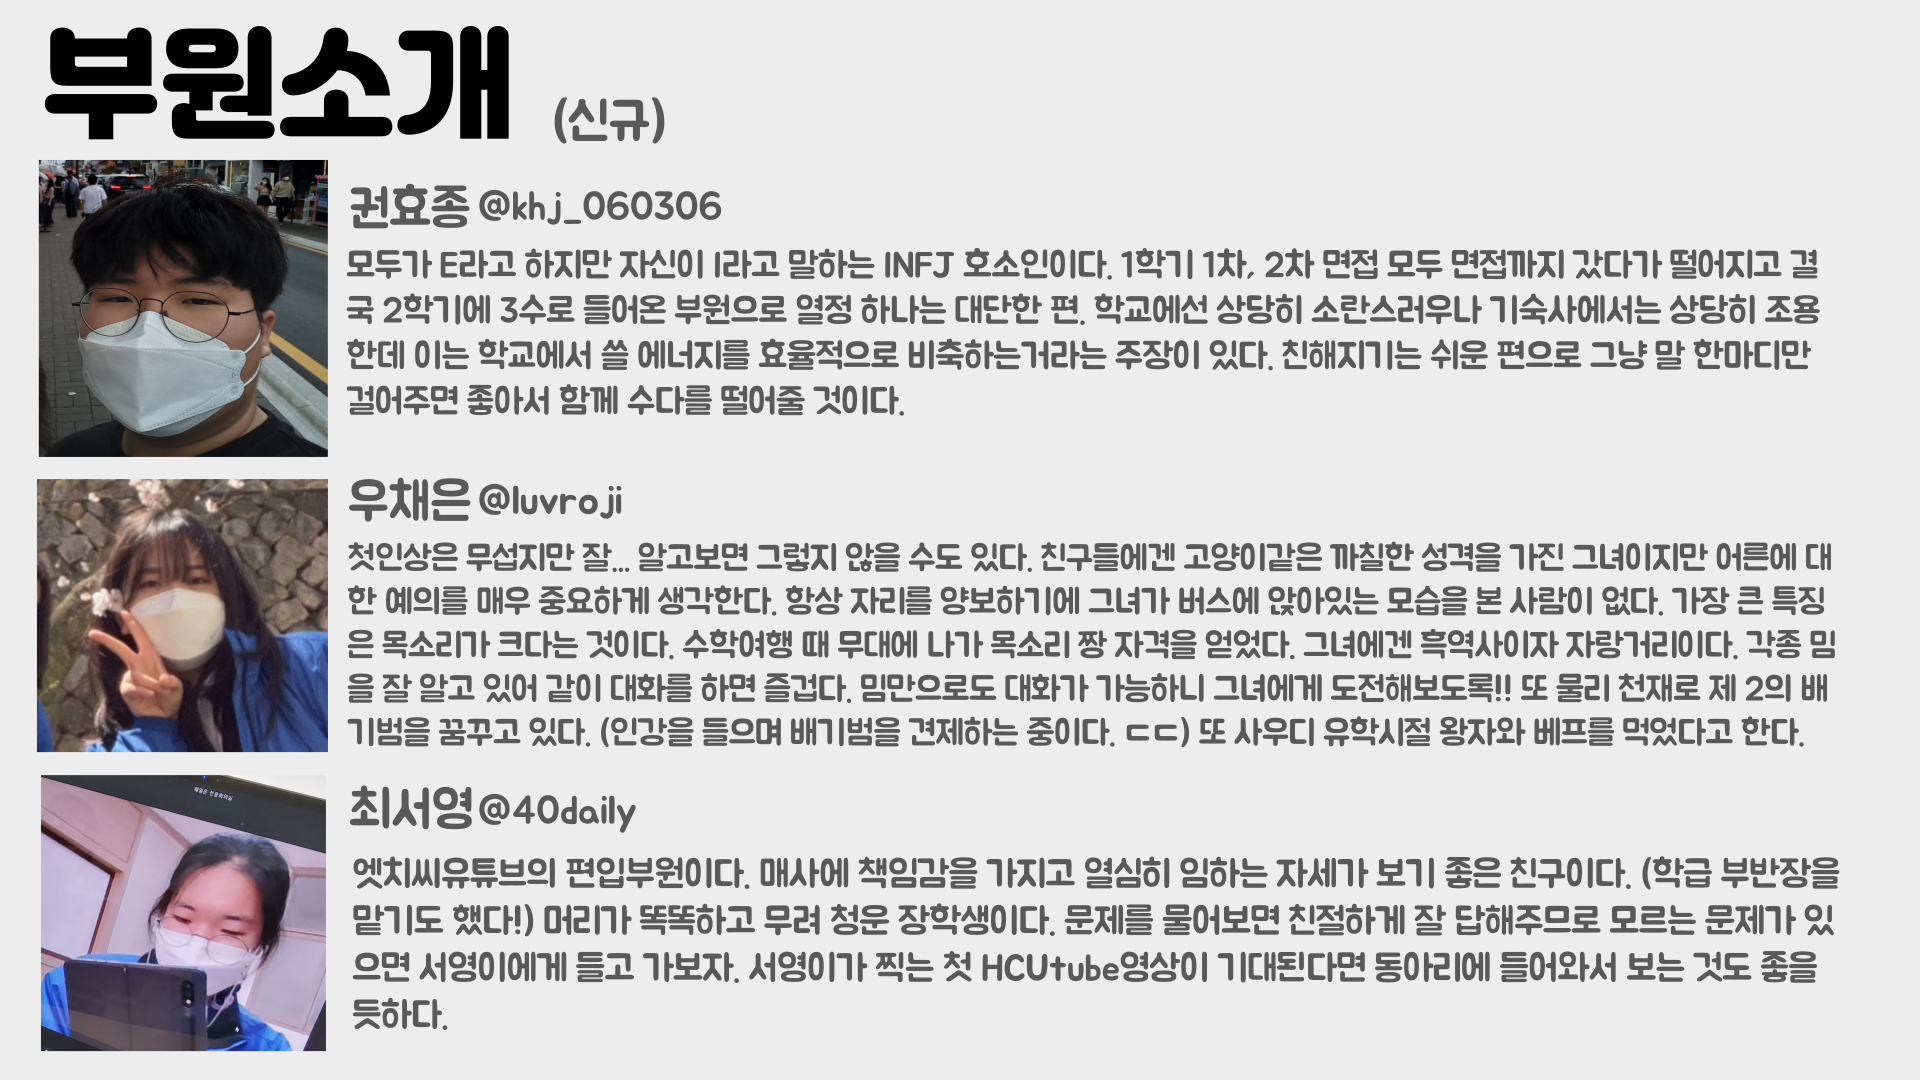 부원소개 (신규)
권효종 @khj_060306
모두가 E라고 하지만 자신이 I라고 말하는 INFJ 호소인이다. 1학기 1차, 2차 면접 모두 면접까지 갔다가 떨어지고 결
국 2학기에 3수로 들어온 부원으로 열정 하나는 대단한 편. 학교에선 상당히 소란스러우나 기숙사에서는 상당히 조용
한데 이는 학교에서 쓸 에너지를 효율적으로 비축하는거라는 주장이 있다. 친해지기는 쉬운 편으로 그냥 말 한마디만
걸어주면 좋아서 함께 수다를 떨어줄 것이다.
우채은 @luvroji
첫인상은 무섭지만 잘... 알고보면 그렇지 않을 수도 있다. 친구들에겐 고양이같은 까칠한 성격을 가진 그녀이지만 어른에 대
한 예의를 매우 중요하게 생각한다. 항상 자리를 양보하기에 그녀가 버스에 앉아있는 모습을 본 사람이 없다. 가장 큰 특징
은 목소리가 크다는 것이다. 수학여행 때 무대에 나가 목소리 짱 자격을 얻었다. 그녀에겐 흑역사이자 자랑거리이다. 각종 밈
을 잘 알고 있어 같이 대화를 하면 즐겁다. 밈만으로도 대화가 가능하니 그녀에게 도전해보도록!! 또 물리 천재로 제 2의 배
기범을 꿈꾸고 있다. (인강을 들으며 배기범을 견제하는 중이다. ㄷㄷ) 또 사우디 유학시절 왕자와 베프를 먹었다고 한다.
최서영 @40daily
엣치씨유튜브의 편입부원이다. 매사에 책임감을 가지고 열심히 임하는 자세가 보기 좋은 친구이다. (학급 부반장을
맡기도 했다!) 머리가 똑똑하고 무려 청운 장학생이다. 문제를 물어보면 친절하게 잘 답해주므로 모르는 문제가 있
으면 서영이에게 들고 가보자. 서영이가 찍는 첫 HCUtube영상이 기대된다면 동아리에 들어와서 보는 것도 좋을
듯하다.